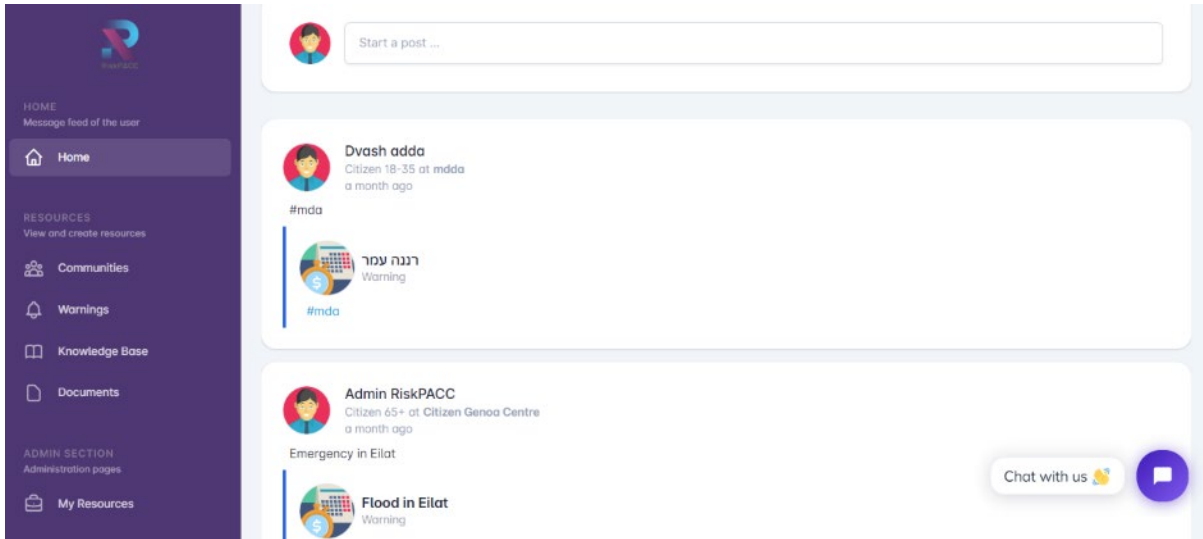 RiskPACC
HOME
Message feed of the user
Home
RESOURCES
View and create resources
Communities
Warnings
Knowledge Base
Documents
ADMIN SECTION
Administration pages
My Resources
Start a post ...
Dvash adda
Citizen 18-35 at mdda
a month ago
#mda
רננה עמר
Warning
#mda
Admin RiskPACC
Citizen 65+ at Citizen Genoa Centre
a month ago
Emergency in Eilat
Flood in Eilat
Warning
Chat with us 👋